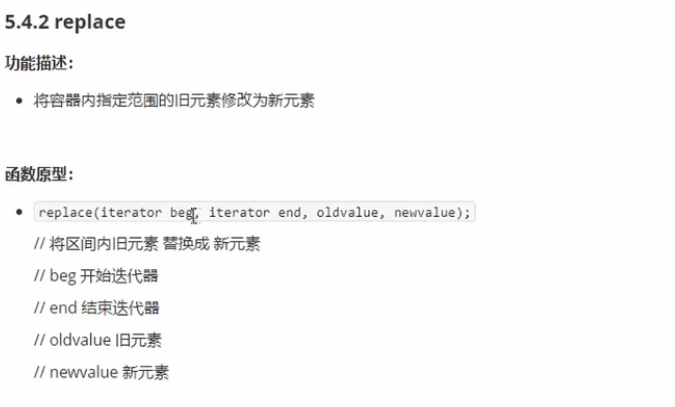 5.4.2 replace
功能描述：
• 将容器内指定范围的旧元素修改为新元素
函数原型：
• replace(iterator beg, iterator end, oldvalue, newvalue);
// 将区间内旧元素 替换成 新元素
// beg 开始迭代器
// end 结束迭代器
// oldvalue 旧元素
// newvalue 新元素